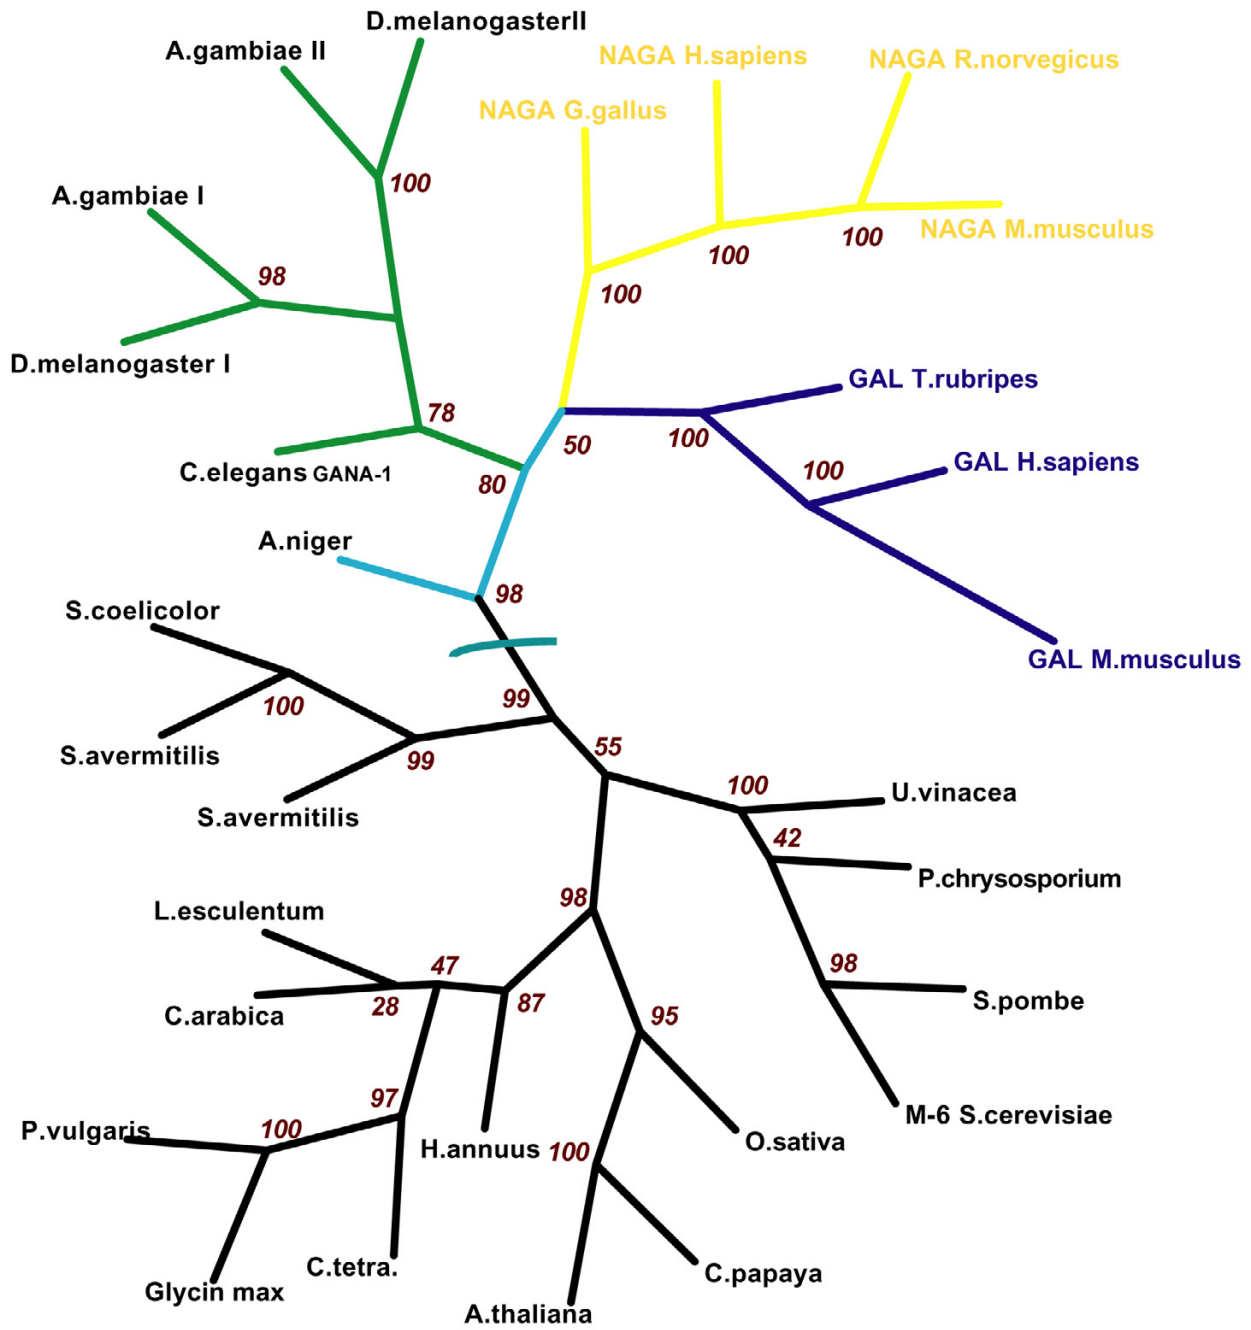 D.melanogasterII
A.gambiae II
NAGA H.sapiens
NAGA R.norvegicus
NAGA G.gallus
100
A.gambiae I
NAGA M.musculus
100
100
98
100
D.melanogaster I
GAL T.rubripes
78
50
100
C.elegans GANA-1
80
100
GAL H.sapiens
A.niger
98
S.coelicolor
GAL M.musculus
99
100
S.avermitilis
55
99
S.avermitilis
100
U.vinacea
42
P.chrysosporium
98
L.esculentum
47
98
28
87
C.arabica
S.pombe
95
97
M-6 S.cerevisiae
P.vulgaris
100
H.annuus
100
O.sativa
C.tetra.
C.papaya
Glycin max
A.thaliana